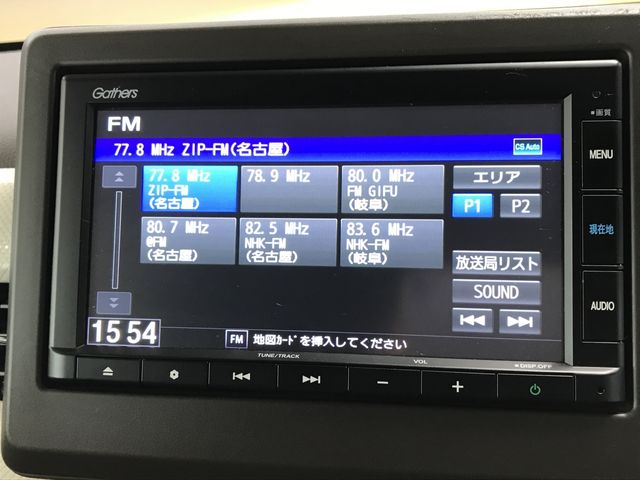 Gathers
FM
77.8 MHz ZIP-FM(名古屋)
CS Auto
77.8 MHz
ZIP-FM
(名古屋)
78.9 MHz
80.0 MHz
FM GIFU
(岐阜)
80.7 MHz
@FM
(名古屋)
82.5 MHz
NHK-FM
(名古屋)
83.6 MHz
NHK-FM
(岐阜)
エリア
P1
P2
放送局リスト
SOUND
15 54
FM 地図ｶｰﾄﾞを挿入してください
画質
MENU
現在地
AUDIO
TUNE/TRACK
VOL
DISP.OFF